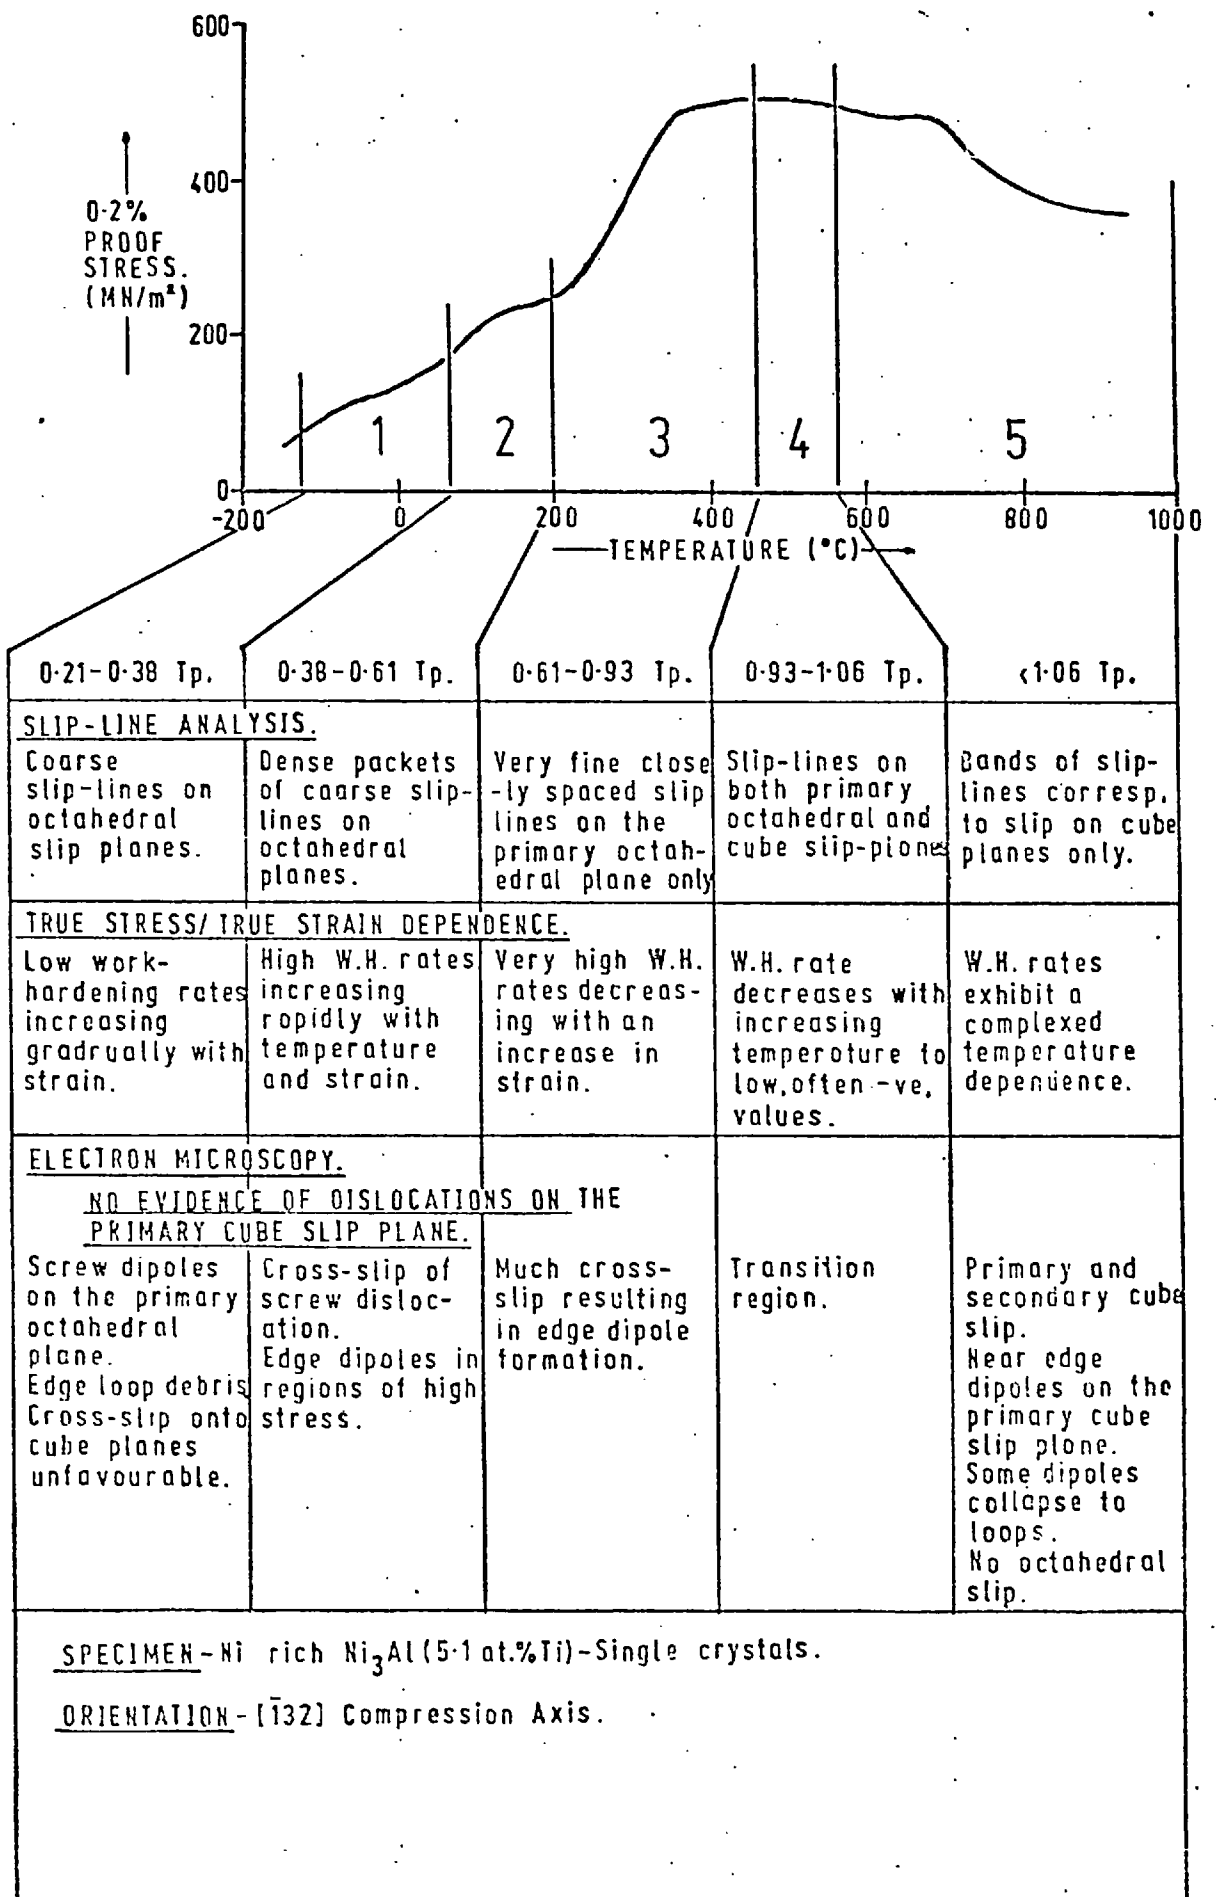 600
400
200
0
0·2%
PROOF
STRESS.
(MN/m²)
1
2
3
4
5
-200
0
200
400
600
800
1000
TEMPERATURE (°C)
0·21-0·38 Tp.
0·38-0·61 Tp.
0·61-0·93 Tp.
0·93-1·06 Tp.
<1·06 Tp.
SLIP-LINE ANALYSIS.
Coarse
slip-lines on
octahedral
slip planes.
Dense packets
of coarse slip-
lines on
octahedral
planes.
Very fine close
-ly spaced slip
lines on the
primary octah-
edral plane only
Slip-lines on
both primary
octahedral and
cube slip-planes
Bands of slip-
lines corresp.
to slip on cube
planes only.
TRUE STRESS/TRUE STRAIN DEPENDENCE.
Low work-
hardening rates
increasing
gradrually with
strain.
High W.H. rates
increasing
rapidly with
temperature
and strain.
Very high W.H.
rates decreas-
ing with an
increase in
strain.
W.H. rate
decreases with
increasing
temperature to
low,often -ve,
values.
W.H. rates
exhibit a
complexed
temperature
dependence.
ELECTRON MICROSCOPY.
NO EVIDENCE OF DISLOCATIONS ON THE
PRIMARY CUBE SLIP PLANE.
Screw dipoles
on the primary
octahedral
plane.
Edge loop debris
Cross-slip onto
cube planes
unfavourable.
Cross-slip of
screw disloc-
ation.
Edge dipoles in
regions of high
stress.
Much cross-
slip resulting
in edge dipole
formation.
Transition
region.
Primary and
secondary cube
slip.
Near edge
dipoles on the
primary cube
slip plane.
Some dipoles
collapse to
loops.
No octahedral
slip.
SPECIMEN-Ni rich Ni₃Al(5·1 at.%Ti)-Single crystals.
ORIENTATION-[1̄32] Compression Axis.